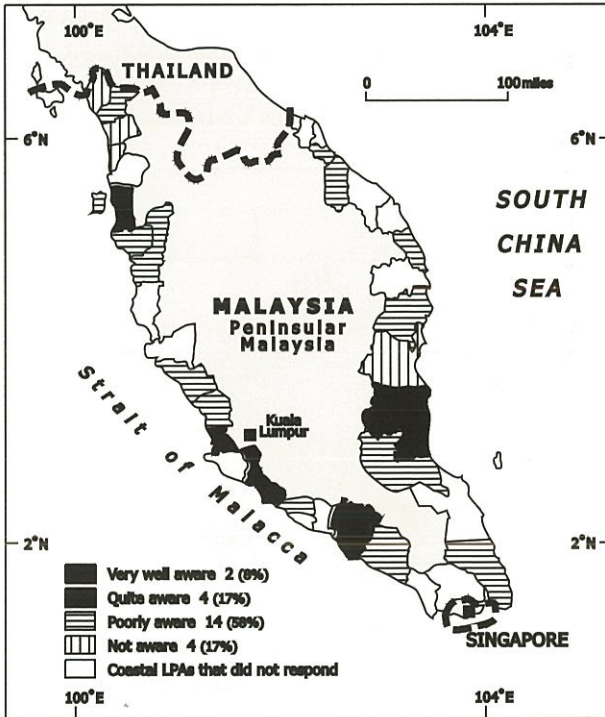 100°E 104°E
THAILAND
0 100miles
6°N 6°N
SOUTH
CHINA
SEA
MALAYSIA
Peninsular
Malaysia
Strait of Malacca
Kuala
Lumpur
2°N 2°N
Very well aware 2 (8%)
Quite aware 4 (17%)
Poorly aware 14 (58%)
Not aware 4 (17%)
Coastal LPAs that did not respond
SINGAPORE
100°E 104°E